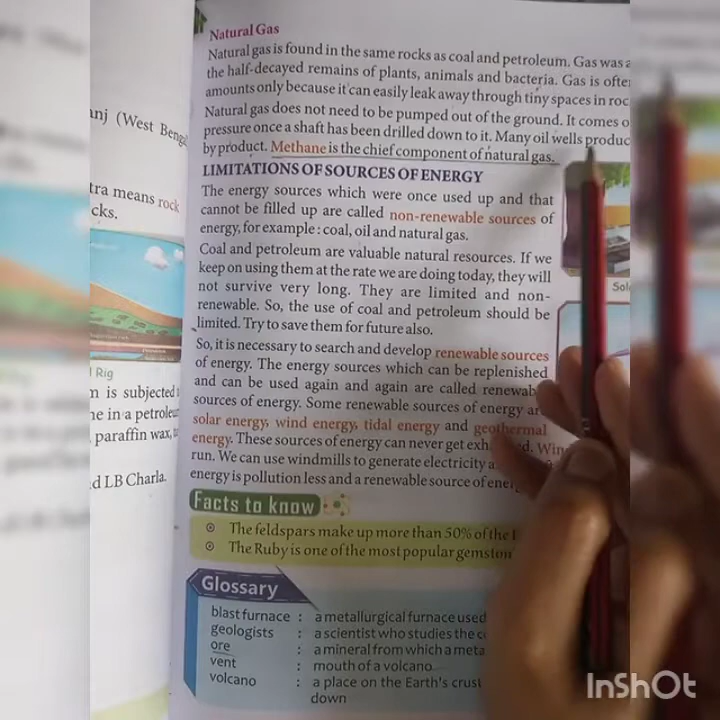 anj (West Beng
tra means rock
cks.
Rig
is subjected
in a petroleu
paraffin wax,
d LB Charla.
Natural Gas
Natural gas is found in the same rocks as coal and petroleum. Gas was
the half-decayed remains of plants, animals and bacteria. Gas is
amounts only because it can easily leak away through tiny spaces in
Natural gas does not need to be pumped out of the ground. It comes
pressure once a shaft has been drilled down to it. Many oil wells produc
by product. Methane is the chief component of natural gas.
LIMITATIONS OF SOURCES OF ENERGY
The energy sources which were once used up and that
cannot be filled up are called non-renewable sources of
energy, for example : coal, oil and natural gas.
Coal and petroleum are valuable natural resources. If we
keep on using them at the rate we are doing today, they will
not survive very long. They are limited and non-
renewable. So, the use of coal and petroleum should be
limited. Try to save them for future also.
So, it is necessary to search and develop renewable sources
of energy. The energy sources which can be replenished
and can be used again and again are called renewab
sources of energy. Some renewable sources of energy ar
solar energy, wind energy, tidal energy and geothermal
energy. These sources of energy can never get exh d. Win
run. We can use windmills to generate electricity a
energy is pollution less and a renewable source of ene
Sol
Facts to know
The feldspars make up more than 50% of the
The Ruby is one of the most popular gemston
Glossary
blast furnace : a metallurgical furnace used
geologists : a scientist who studies the
ore : a mineral from which a meta
vent : mouth of a volcano
volcano : a place on the Earth's crust
down
InShOt